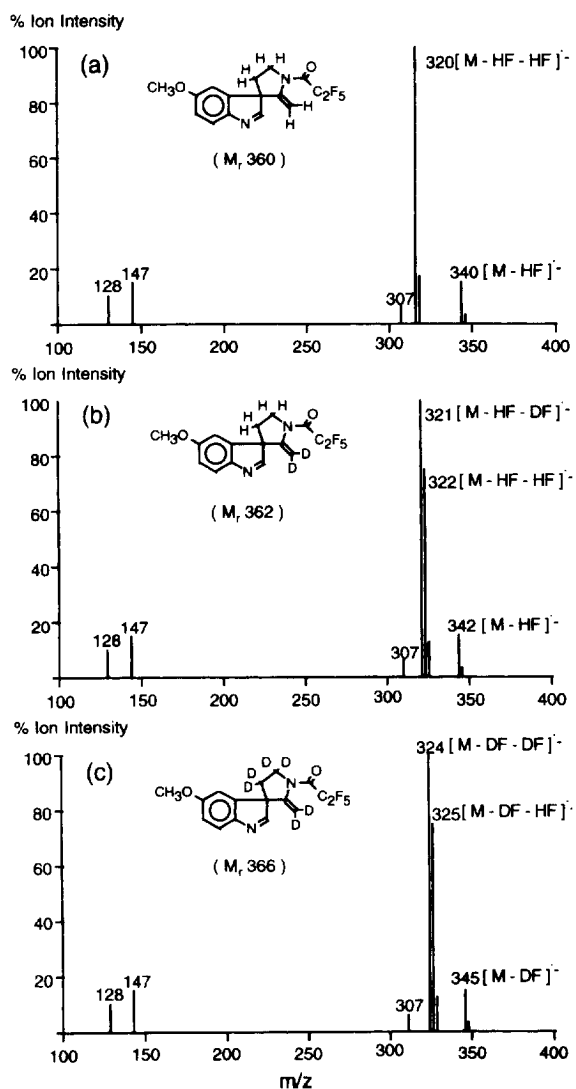 % Ion Intensity
(a)
100
80
60
40
20
H H
H
H
CH3O
N
O
C2F5
N
H
H
( Mr 360 )
320[ M - HF - HF ]·-
340 [ M - HF ]·-
307
147
128
100 150 200 250 300 350 400
% Ion Intensity
(b)
100
80
60
40
20
H H
H
H
CH3O
N
O
C2F5
N
D
D
( Mr 362 )
321[ M - HF - DF ]·-
322[ M - HF - HF ]·-
342 [ M - HF ]·-
307
147
128
100 150 200 250 300 350 400
% Ion Intensity
(c)
100
80
60
40
20
D D
D
D
CH3O
N
O
C2F5
N
D
D
( Mr 366 )
324[ M - DF - DF ]·-
325[ M - DF - HF ]·-
345 [ M - DF ]·-
307
147
128
100 150 200 250 300 350 400
m/z